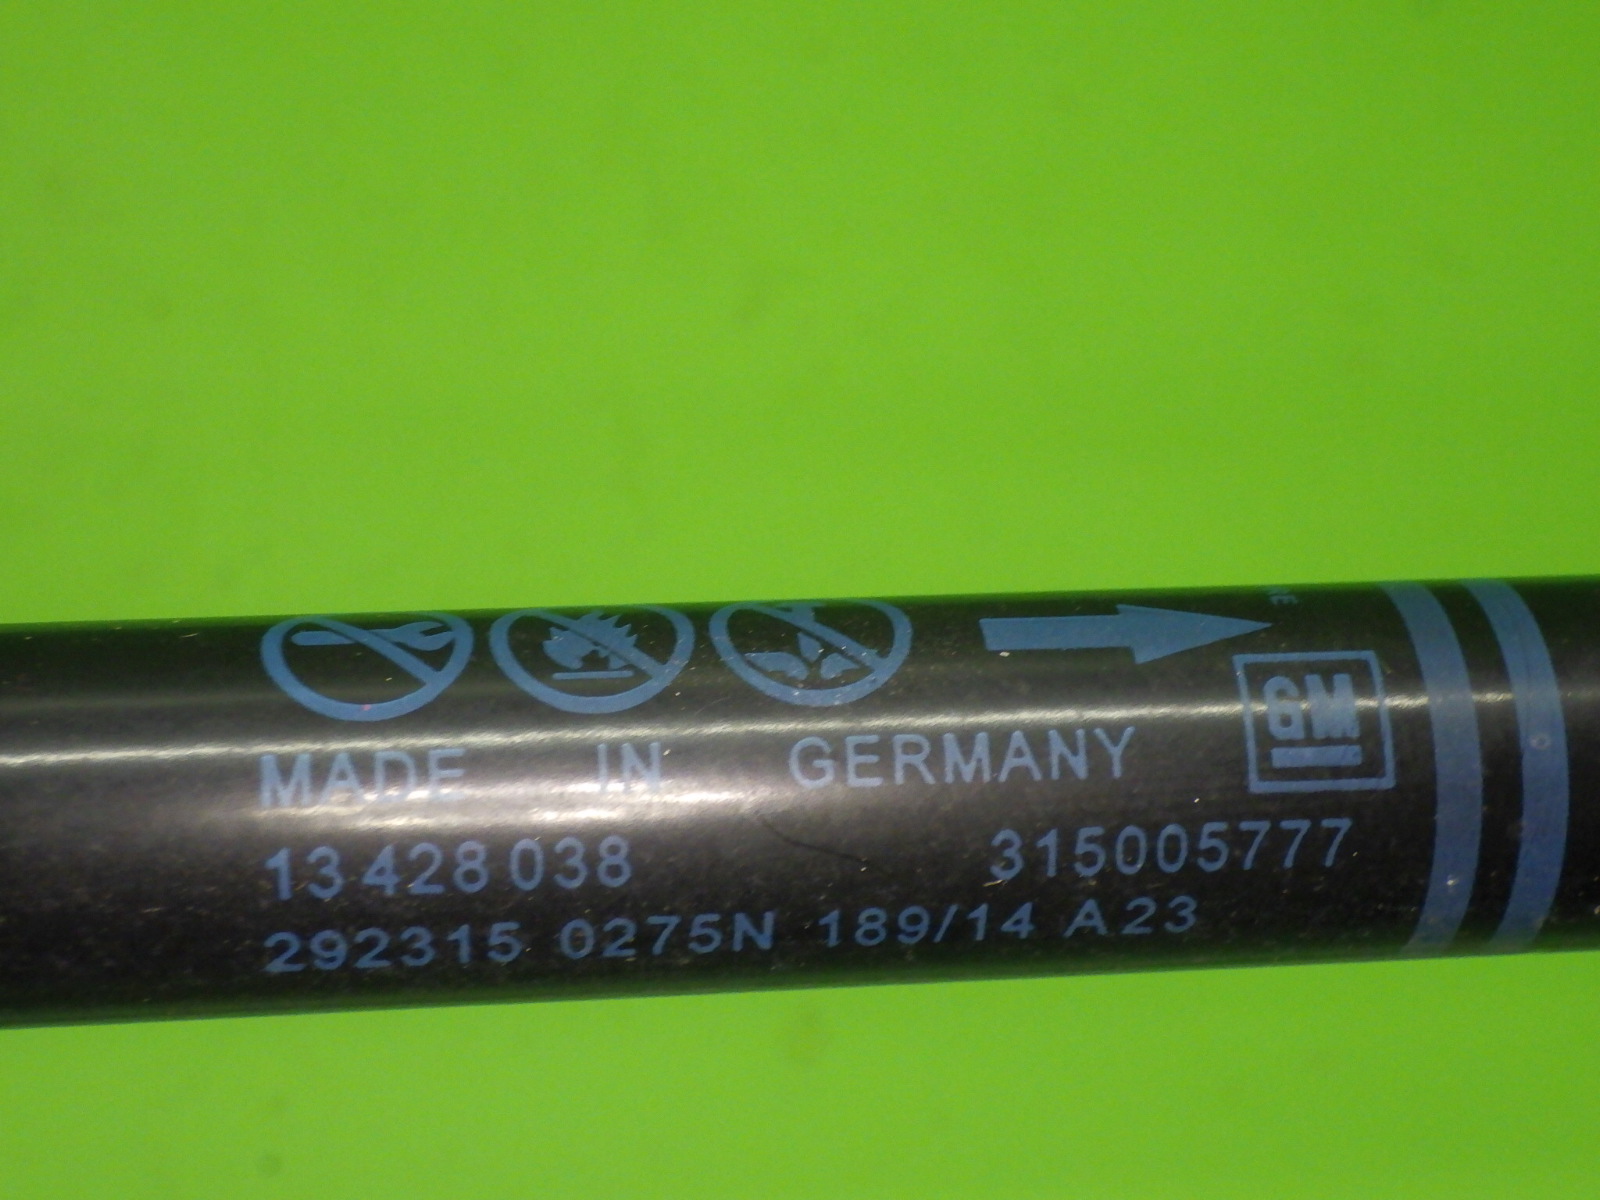 GM
MADE IN GERMANY
13 428 038 315005777
292315 0275N 189/14 A23